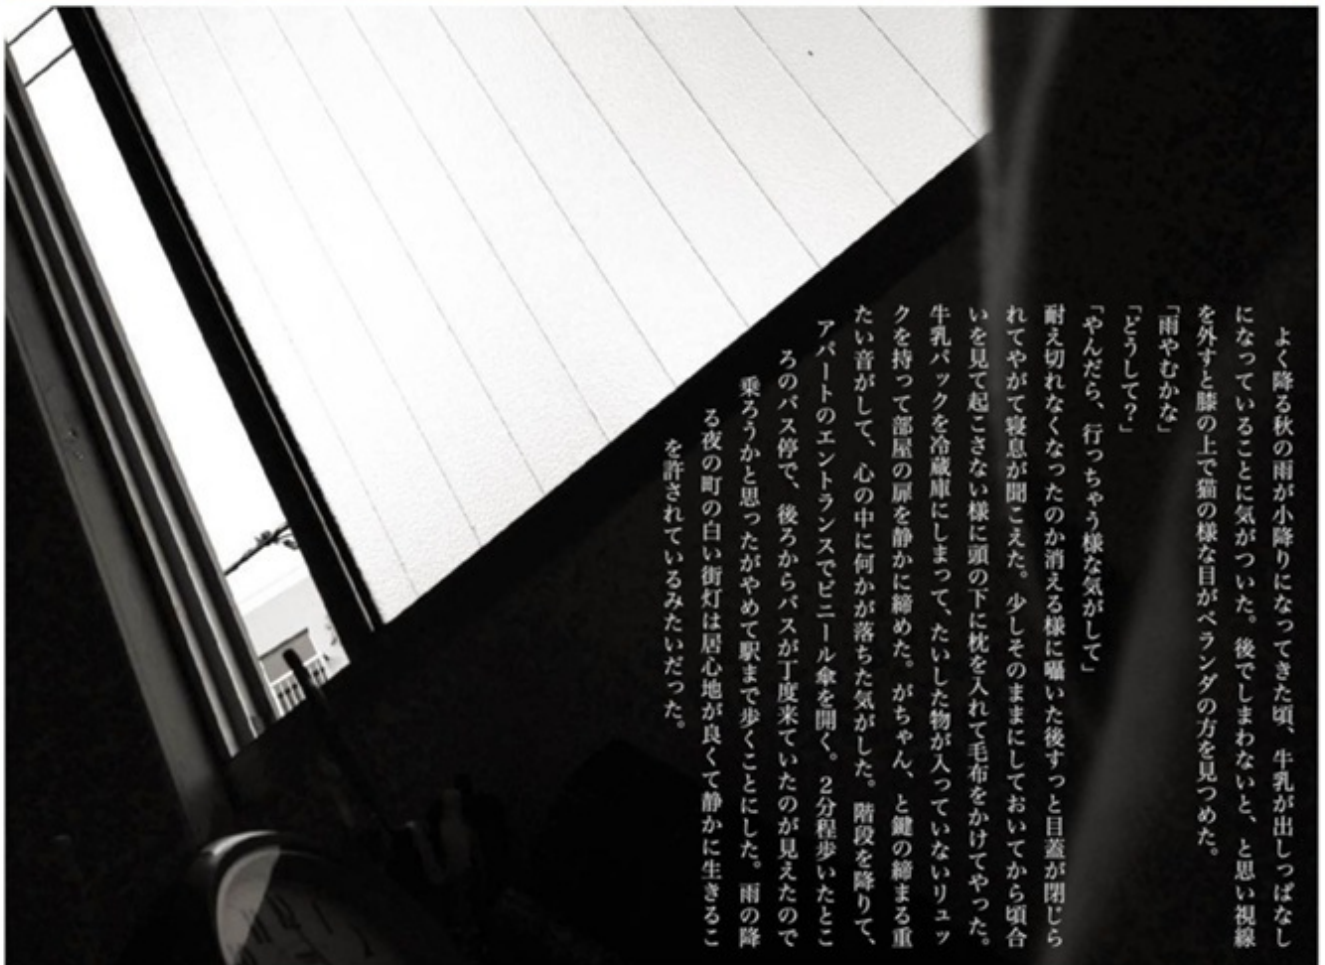 よく降る秋の雨が小降りになってきた頃、牛乳が出しっぱなし
になっていることに気がついた。後でしまわないと、と思い視線
を外すと膝の上で猫の様な目がベランダの方を見つめた。
「雨やむかな」
「どうして？」
「やんだら、行っちゃう様な気がして」
耐え切れなくなったのか消える様に囁いた後すっと目蓋が閉じら
れてやがて寝息が聞こえた。少しそのままにしておいてから頃合
いを見て起こさない様に頭の下に枕を入れて毛布をかけてやった。
牛乳パックを冷蔵庫にしまって、たいした物が入っていないリュッ
クを持って部屋の扉を静かに締めた。がちゃん、と鍵の締まる重
たい音がして、心の中に何かが落ちた気がした。階段を降りて、
アパートのエントランスでビニール傘を開く。2分程歩いたとこ
ろのバス停で、後ろからバスが丁度来ていたのが見えたので
乗ろうかと思ったがやめて駅まで歩くことにした。雨の降
る夜の町の白い街灯は居心地が良くて静かに生きるこ
を許されているみたいだった。